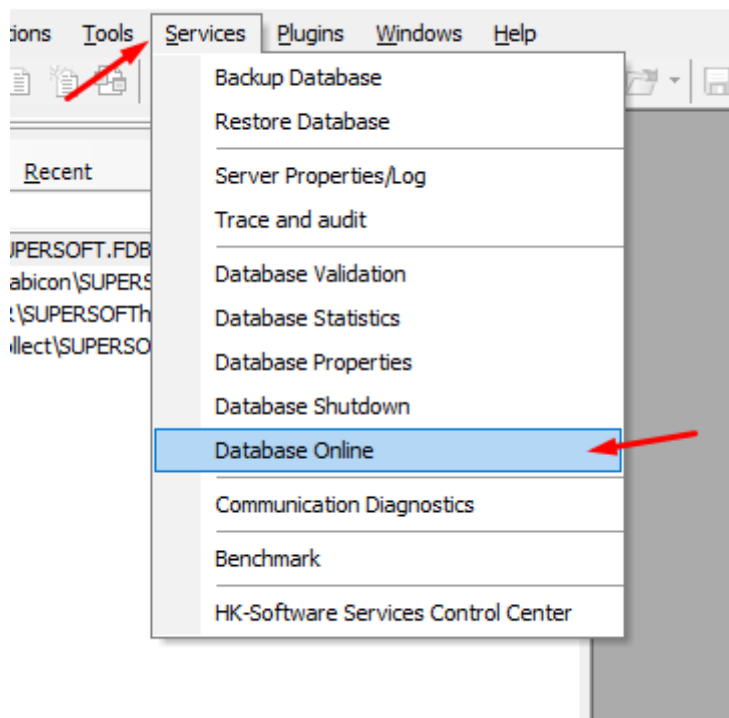 tions Tools Services Plugins Windows Help
Backup Database
Restore Database
Recent
Server Properties/Log
Trace and audit
UPERSOFT.FDB
Database Validation
abicon\SUPERS
R\SUPERSOFTh
Database Statistics
ollect\SUPERSO
Database Properties
Database Shutdown
Database Online
Communication Diagnostics
Benchmark
HK-Software Services Control Center